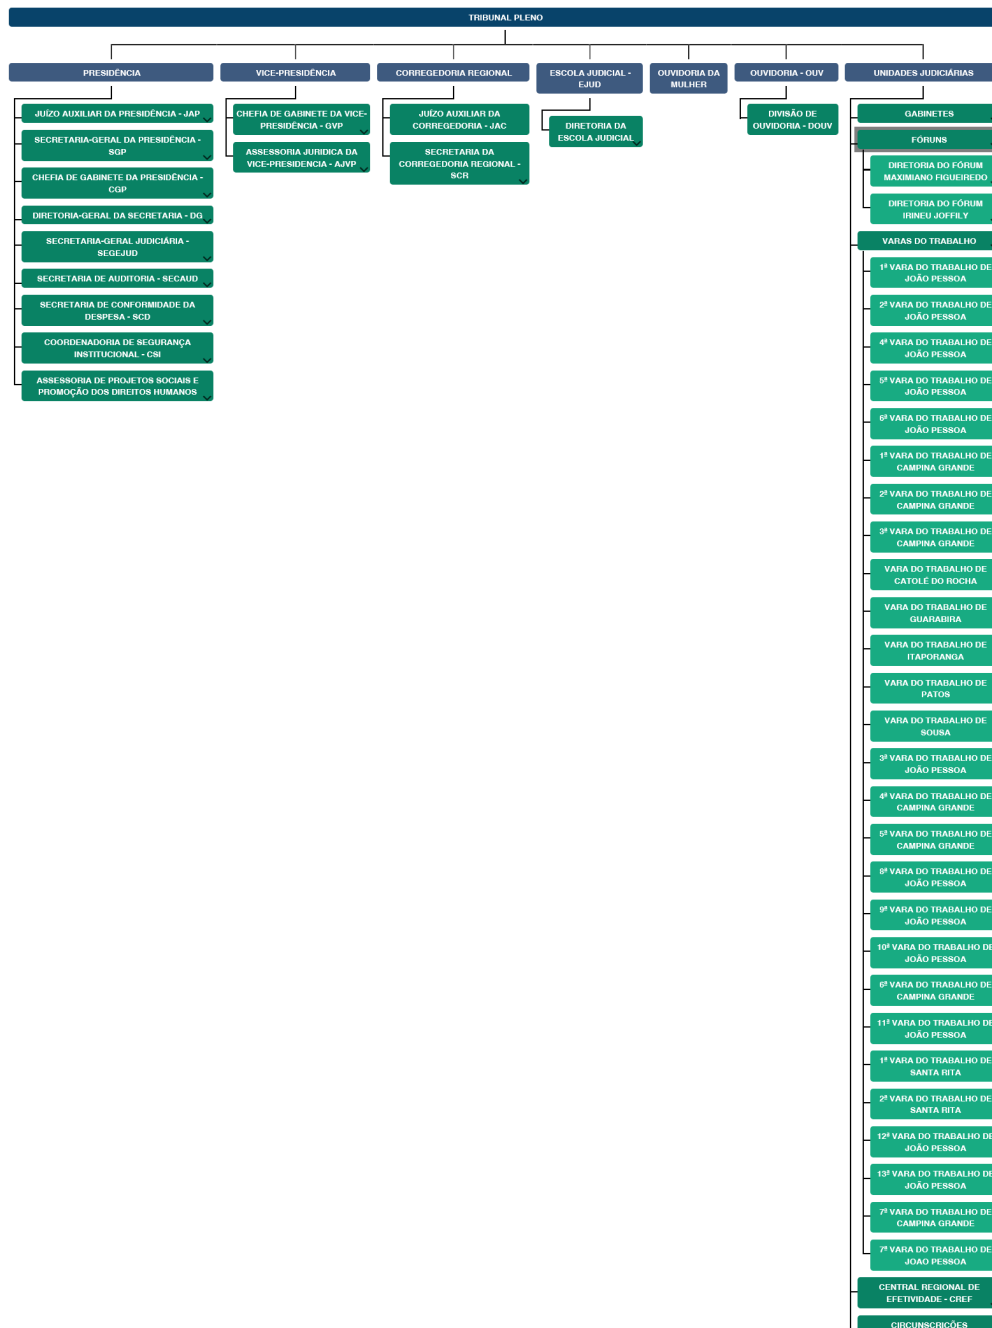 TRIBUNAL PLENO
PRESIDÊNCIA
JUÍZO AUXILIAR DA PRESIDÊNCIA - JAP
SECRETARIA-GERAL DA PRESIDÊNCIA -
SGP
CHEFIA DE GABINETE DA PRESIDÊNCIA -
CGP
DIRETORIA-GERAL DA SECRETARIA - DG
SECRETARIA-GERAL JUDICIÁRIA -
SEGEJUD
SECRETARIA DE AUDITORIA - SECAUD
SECRETARIA DE CONFORMIDADE DA
DESPESA - SCD
COORDENADORIA DE SEGURANÇA
INSTITUCIONAL - CSI
ASSESSORIA DE PROJETOS SOCIAIS E
PROMOÇÃO DOS DIREITOS HUMANOS
VICE-PRESIDÊNCIA
CHEFIA DE GABINETE DA VICE-
PRESIDÊNCIA - GVP
ASSESSORIA JURIDICA DA
VICE-PRESIDENCIA - AJVP
CORREGEDORIA REGIONAL
JUÍZO AUXILIAR DA
CORREGEDORIA - JAC
SECRETARIA DA
CORREGEDORIA REGIONAL -
SCR
ESCOLA JUDICIAL -
EJUD
DIRETORIA DA
ESCOLA JUDICIAL
OUVIDORIA DA
MULHER
OUVIDORIA - OUV
DIVISÃO DE
OUVIDORIA - DOUV
UNIDADES JUDICIÁRIAS
GABINETES
FÓRUNS
DIRETORIA DO FÓRUM
MAXIMIANO FIGUEIREDO
DIRETORIA DO FÓRUM
IRINEU JOFFILY
VARAS DO TRABALHO
1ª VARA DO TRABALHO DE
JOÃO PESSOA
2ª VARA DO TRABALHO DE
JOÃO PESSOA
4ª VARA DO TRABALHO DE
JOÃO PESSOA
5ª VARA DO TRABALHO DE
JOÃO PESSOA
6ª VARA DO TRABALHO DE
JOÃO PESSOA
1ª VARA DO TRABALHO DE
CAMPINA GRANDE
2ª VARA DO TRABALHO DE
CAMPINA GRANDE
3ª VARA DO TRABALHO DE
CAMPINA GRANDE
VARA DO TRABALHO DE
CATOLÉ DO ROCHA
VARA DO TRABALHO DE
GUARABIRA
VARA DO TRABALHO DE
ITAPORANGA
VARA DO TRABALHO DE
PATOS
VARA DO TRABALHO DE
SOUSA
3ª VARA DO TRABALHO DE
JOÃO PESSOA
4ª VARA DO TRABALHO DE
CAMPINA GRANDE
5ª VARA DO TRABALHO DE
CAMPINA GRANDE
8ª VARA DO TRABALHO DE
JOÃO PESSOA
9ª VARA DO TRABALHO DE
JOÃO PESSOA
10ª VARA DO TRABALHO DE
JOÃO PESSOA
6ª VARA DO TRABALHO DE
CAMPINA GRANDE
11ª VARA DO TRABALHO DE
JOÃO PESSOA
1ª VARA DO TRABALHO DE
SANTA RITA
2ª VARA DO TRABALHO DE
SANTA RITA
12ª VARA DO TRABALHO DE
JOÃO PESSOA
13ª VARA DO TRABALHO DE
JOÃO PESSOA
7ª VARA DO TRABALHO DE
CAMPINA GRANDE
7ª VARA DO TRABALHO DE
JOAO PESSOA
CENTRAL REGIONAL DE
EFETIVIDADE - CREF
CIRCUNSCRIÇÕES